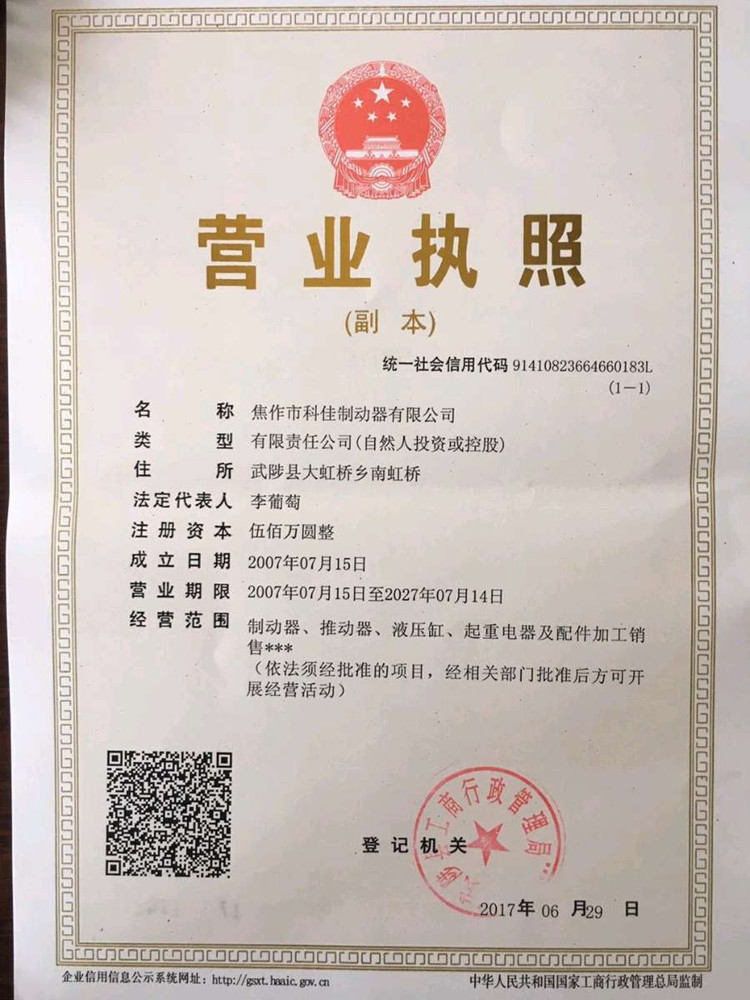 营业执照
(副 本)
统一社会信用代码 91410823664660183L
(1-1)
名 称 焦作市科佳制动器有限公司
类 型 有限责任公司(自然人投资或控股)
住 所 武陟县大虹桥乡南虹桥
法定代表人 李葡萄
注册资本 伍佰万圆整
成立日期 2007年07月15日
营业期限 2007年07月15日至2027年07月14日
经营范围 制动器、推动器、液压缸、起重电器及配件加工销
售***
（依法须经批准的项目，经相关部门批准后方可开
展经营活动）
工商行政管理局
登记机关
2017年 06 月29 日
企业信用信息公示系统网址：http://gsxt.haaic.gov.cn
中华人民共和国国家工商行政管理总局监制